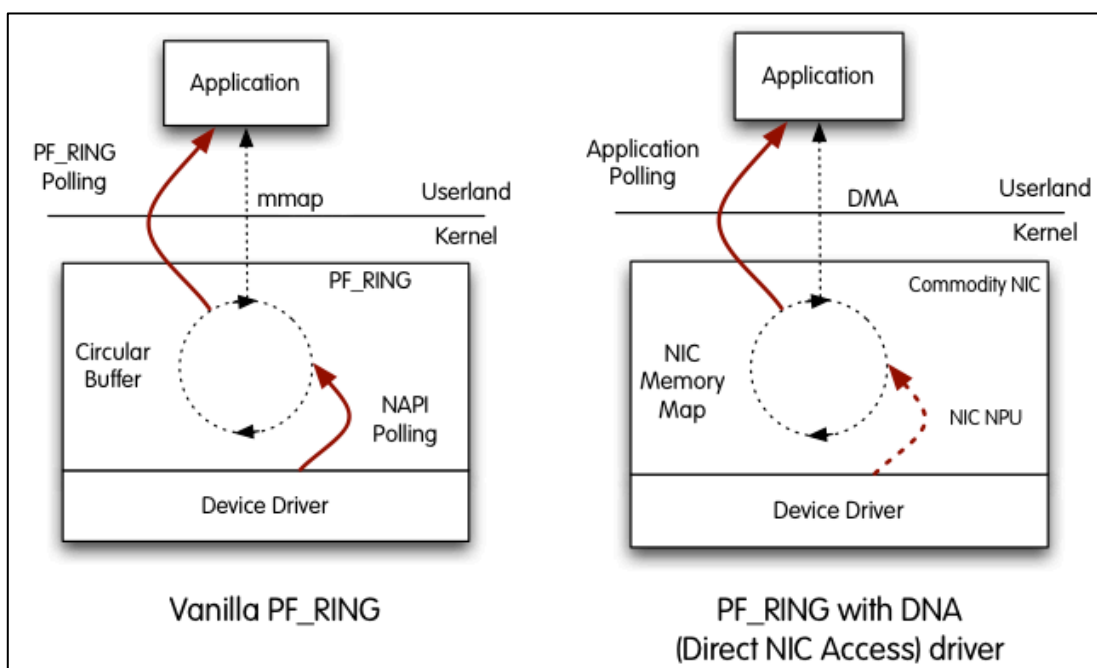 Application
PF_RING
Polling
mmap
Userland
Kernel
PF_RING
Circular
Buffer
NAPI
Polling
Device Driver
Vanilla PF_RING
Application
Application
Polling
DMA
Userland
Kernel
Commodity NIC
NIC
Memory
Map
NIC NPU
Device Driver
PF_RING with DNA
(Direct NIC Access) driver